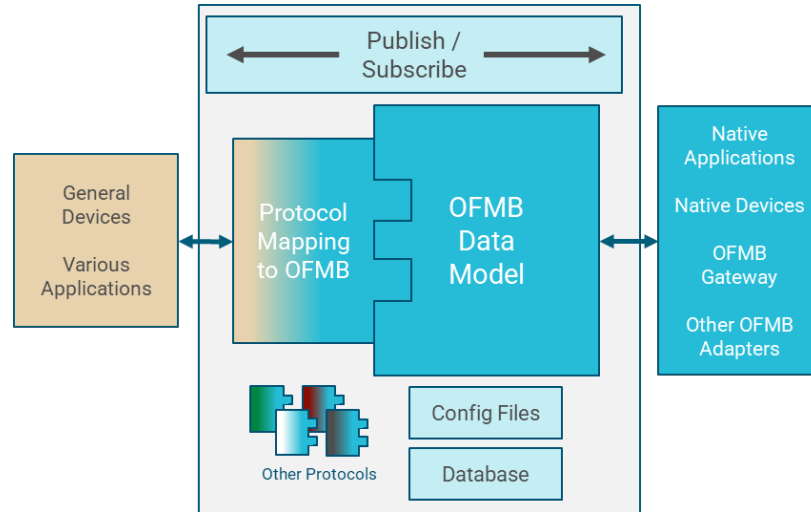 Publish /
Subscribe
General
Devices
Various
Applications
Protocol
Mapping
to OFMB
OFMB
Data
Model
Native
Applications
Native Devices
OFMB
Gateway
Other OFMB
Adapters
Other Protocols
Config Files
Database